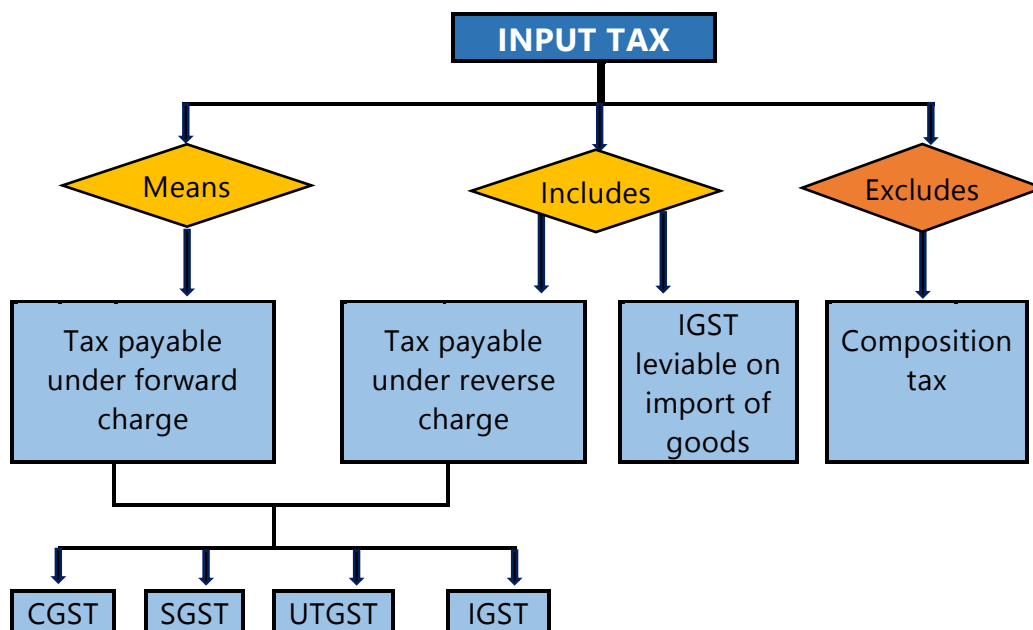 INPUT TAX
Means
Includes
Excludes
Tax payable
under forward
charge
Tax payable
under reverse
charge
IGST
leviable on
import of
goods
Composition
tax
CGST
SGST
UTGST
IGST